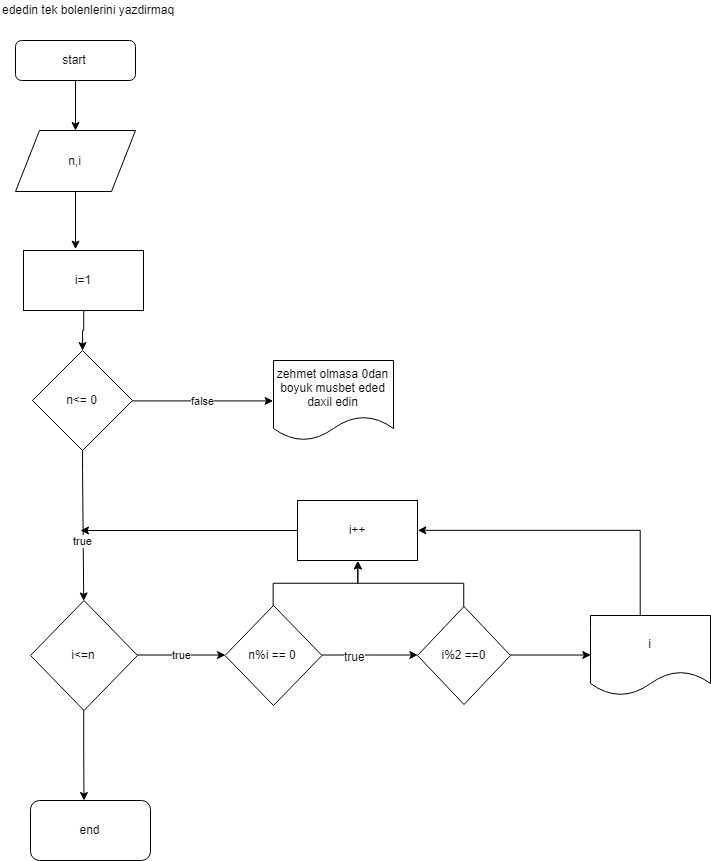 ededin tek bolenlerini yazdirmaq
start
n,i
i=1
n<= 0
false
zehmet olmasa 0dan
boyuk musbet eded
daxil edin
i++
true
i<=n
true
n%i == 0
true
i%2 ==0
i
end